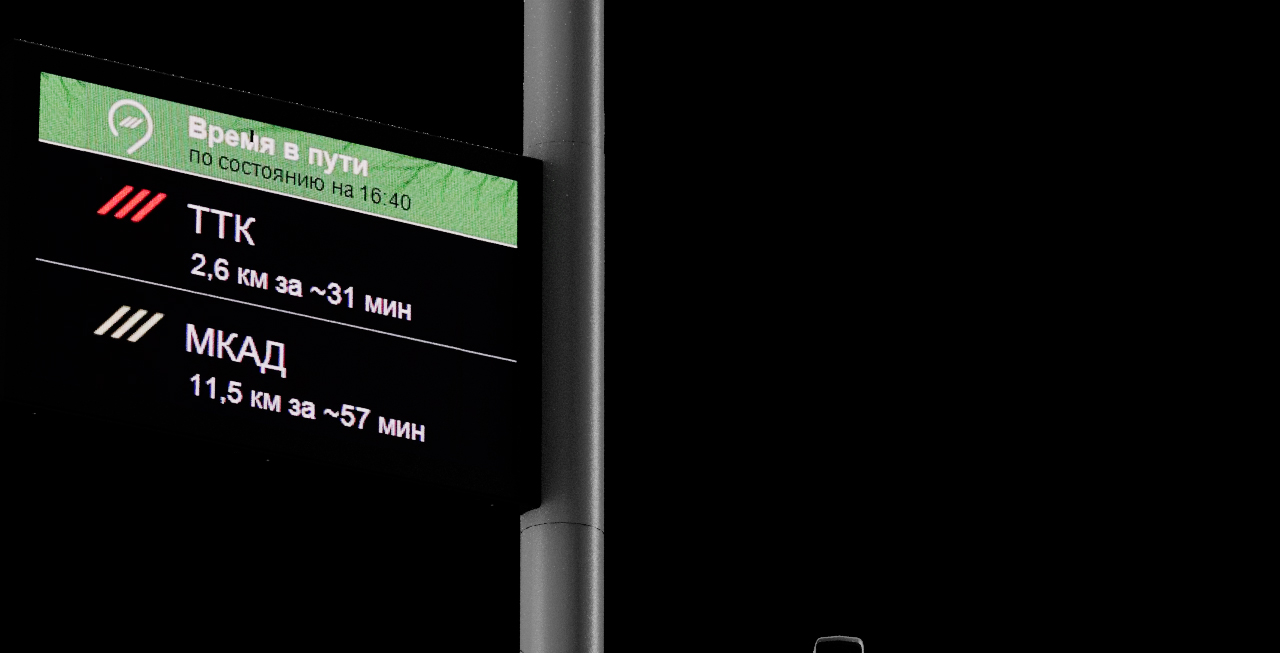 Время в пути
по состоянию на 16:40
ТТК
2,6 км за ~31 мин
МКАД
11,5 км за ~57 мин